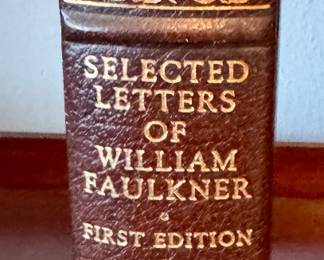 SELECTED
LETTERS
OF
WILLIAM
FAULKNER
FIRST EDITION